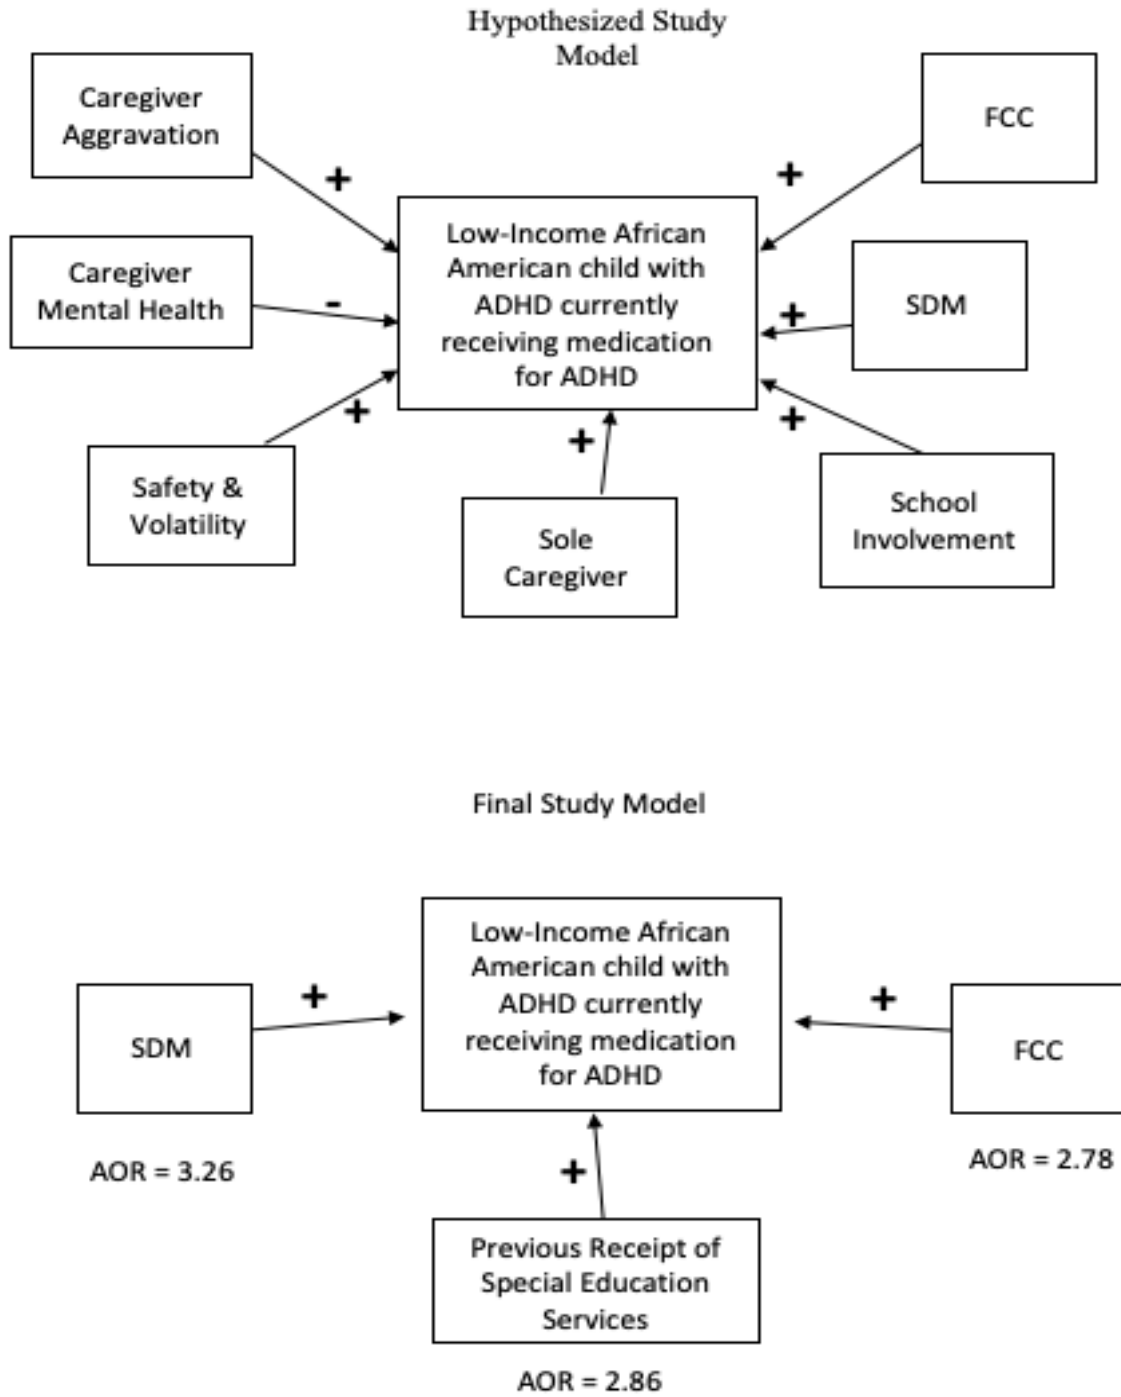 Hypothesized Study
Model
Caregiver
Aggravation
+
FCC
+
Low-Income African
American child with
ADHD currently
receiving medication
for ADHD
Caregiver
Mental Health
-
SDM
+
Safety &
Volatility
+
Sole
Caregiver
+
School
Involvement
+
Final Study Model
Low-Income African
American child with
ADHD currently
receiving medication
for ADHD
SDM
+
AOR = 3.26
FCC
+
AOR = 2.78
+
Previous Receipt of
Special Education
Services
AOR = 2.86